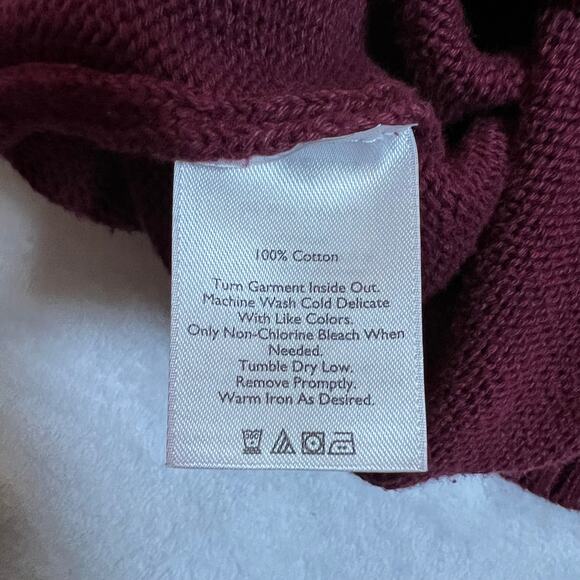 100% Cotton
Turn Garment Inside Out.
Machine Wash Cold Delicate
With Like Colors.
Only Non-Chlorine Bleach When
Needed.
Tumble Dry Low.
Remove Promptly.
Warm Iron As Desired.